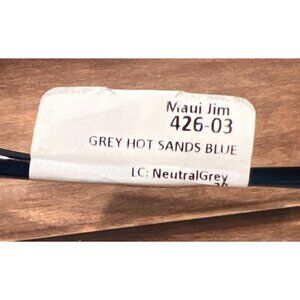 Maui Jim
426-03
GREY HOT SANDS BLUE
LC: NeutralGrey